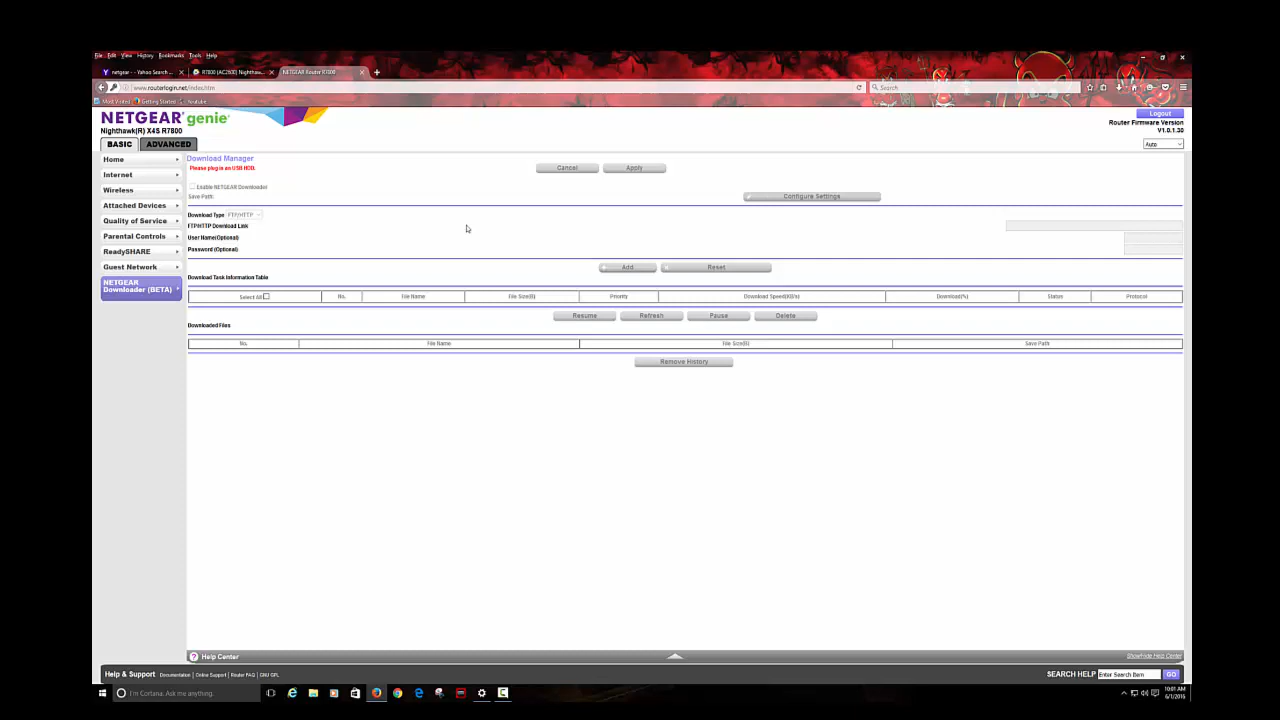 File Edit View History Bookmarks Tools Help
netgear - - Yahoo Search ...
R7800 (AC2600) Nighthaw...
NETGEAR Router R7800
www.routerlogin.net/index.htm
Search
Most Visited Getting Started Youtube
NETGEAR genie
Nighthawk(R) X4S R7800
Logout
Router Firmware Version
V1.0.1.30
BASIC
ADVANCED
Auto
Home
Internet
Wireless
Attached Devices
Quality of Service
Parental Controls
ReadySHARE
Guest Network
NETGEAR
Downloader (BETA)
Download Manager
Please plug in an USB HDD.
Cancel
Apply
Enable NETGEAR Downloader
Save Path:
Configure Settings
Download Type FTP/HTTP
FTP/HTTP Download Link
User Name(Optional)
Password (Optional)
Add
Reset
Download Task Information Table
Select All No. File Name File Size(B) Priority Download Speed(KB/s) Download(%) Status Protocol
Resume Refresh Pause Delete
Downloaded Files
No. File Name File Size(B) Save Path
Remove History
Help Center
Show/Hide Help Center
Help & Support Documentation | Online Support | Router FAQ | GNU GPL
SEARCH HELP Enter Search Item GO
I'm Cortana. Ask me anything.
10:01 AM
6/1/2016